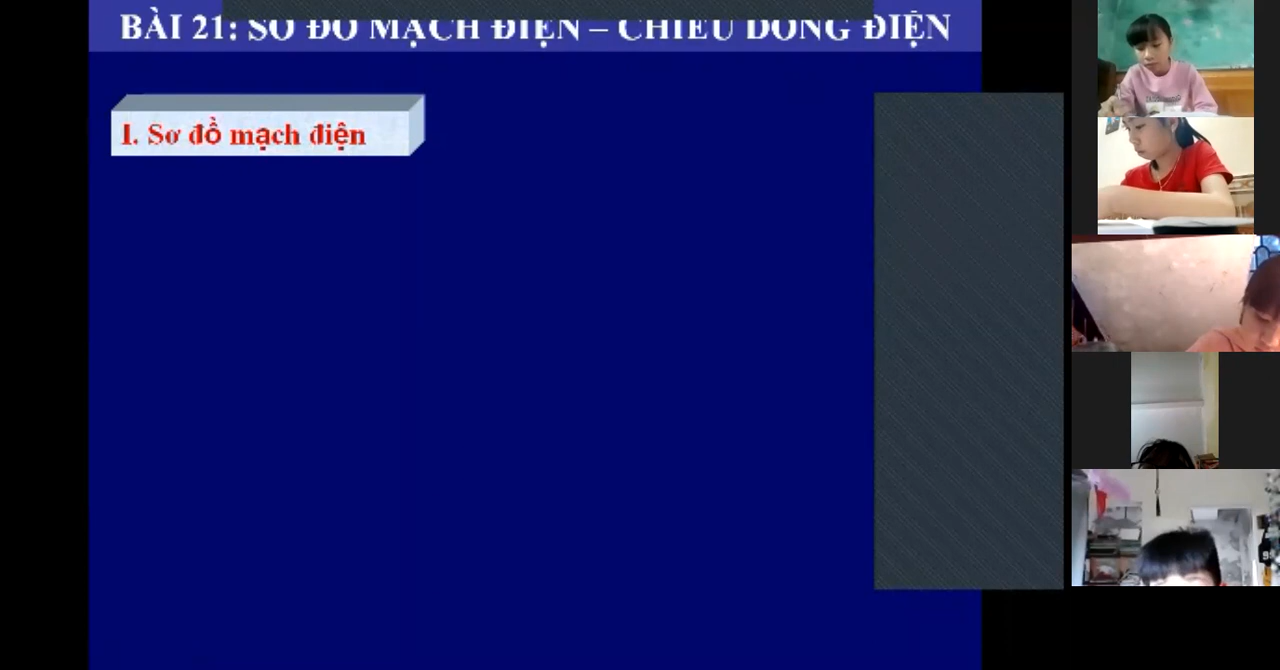 BÀI 21: SƠ ĐỒ MẠCH ĐIỆN – CHIỀU DÒNG ĐIỆN
I. Sơ đồ mạch điện